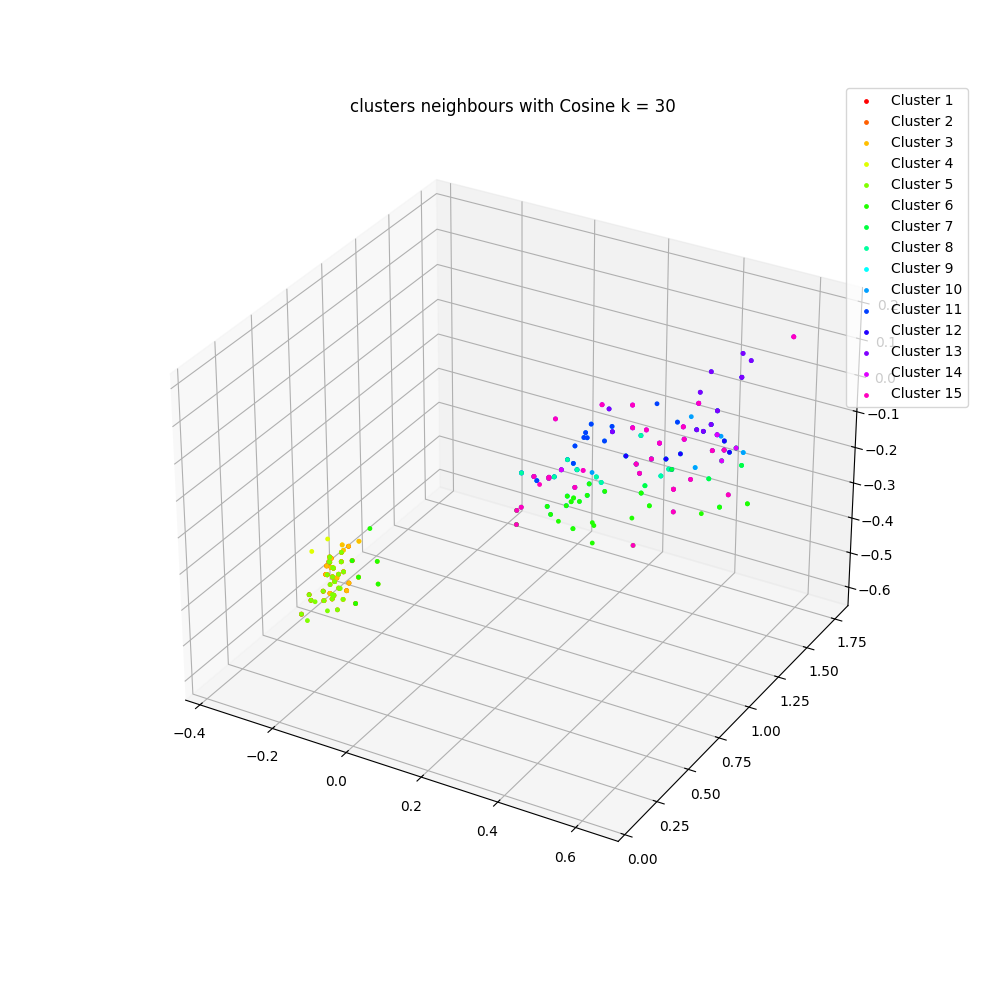 clusters neighbours with Cosine k = 30
Cluster 1
Cluster 2
Cluster 3
Cluster 4
Cluster 5
Cluster 6
Cluster 7
Cluster 8
Cluster 9
Cluster 10
Cluster 11
Cluster 12
Cluster 13
Cluster 14
Cluster 15
0.2
0.1
0.0
−0.1
−0.2
−0.3
−0.4
−0.5
−0.6
1.75
1.50
1.25
1.00
0.75
0.50
0.25
0.00
−0.4
−0.2
0.0
0.2
0.4
0.6